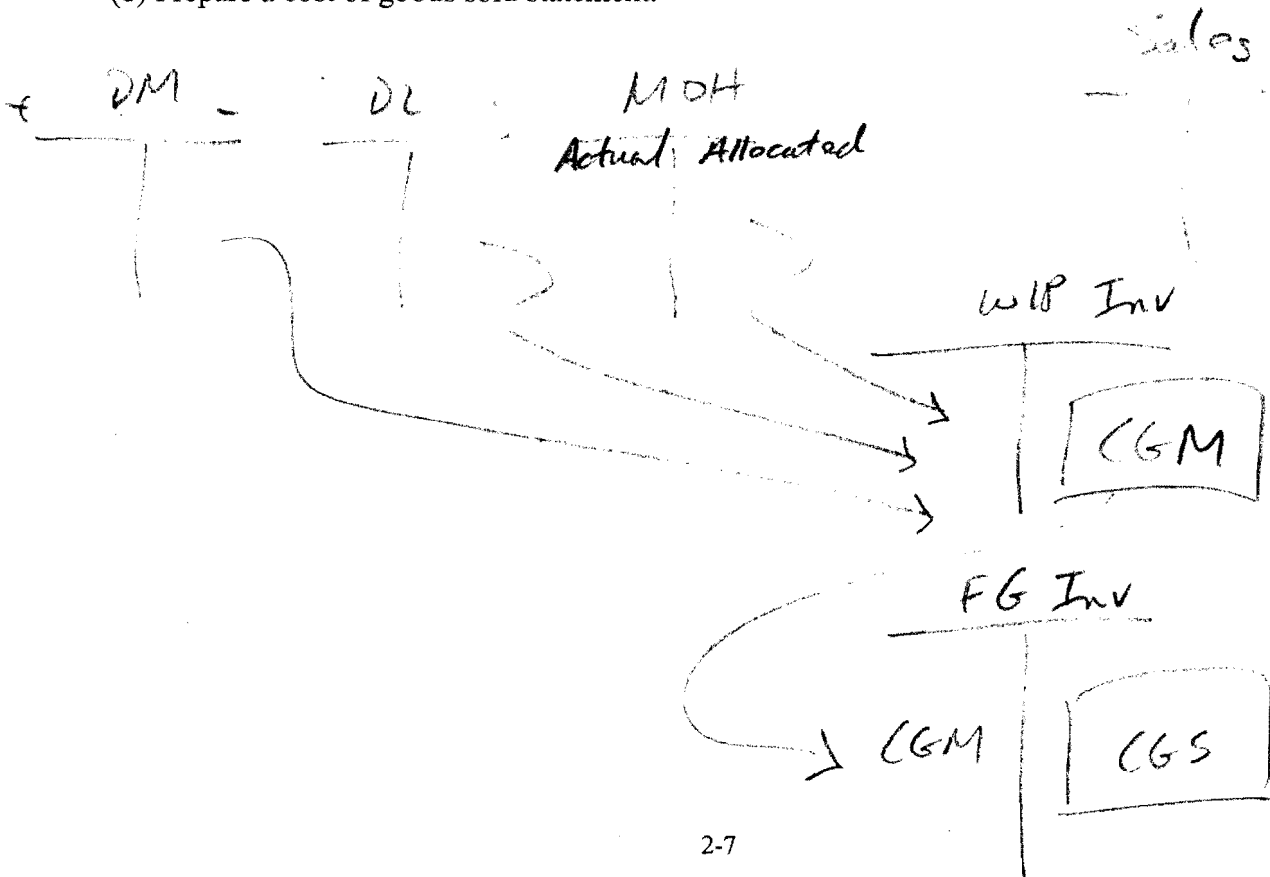 (c) Prepare a cost of goods sold statement.
Sales
+ DM - DL MOH -
Actual Allocated
WIP Inv
CGM
FG Inv
CGM CGS
2-7